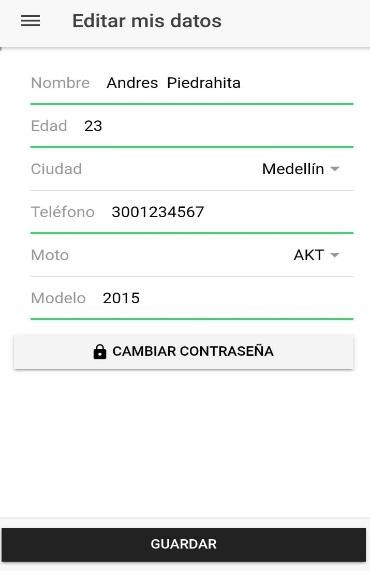 Editar mis datos
Nombre Andres Piedrahita
Edad 23
Ciudad Medellín
Teléfono 3001234567
Moto AKT
Modelo 2015
CAMBIAR CONTRASEÑA
GUARDAR